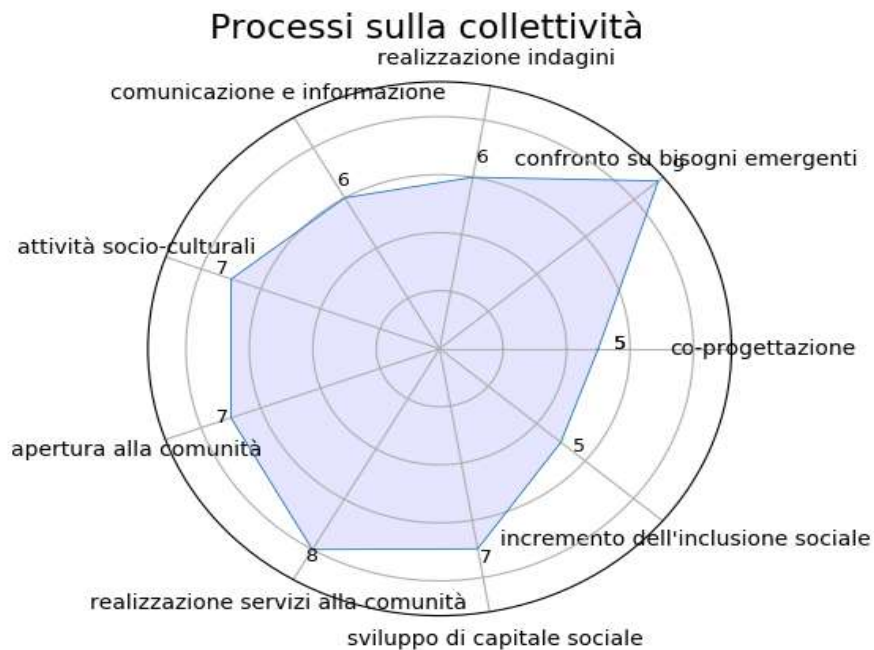 Processi sulla collettività
realizzazione indagini
comunicazione e informazione
6
confronto su bisogni emergenti
9
6
attività socio-culturali
7
5
co-progettazione
7
apertura alla comunità
5
incremento dell'inclusione sociale
8
7
realizzazione servizi alla comunità
sviluppo di capitale sociale